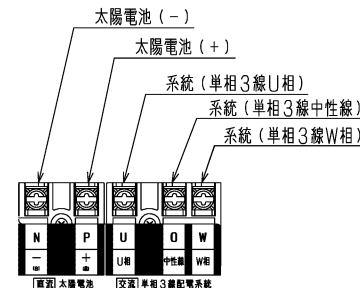 太陽電池(-)
太陽電池(+)
系統(単相3線U相)
系統(単相3線中性線)
系統(単相3線W相)
N P U O W
- + U相 中性線 W相
直流 太陽電池 交流 単相3線配電系統